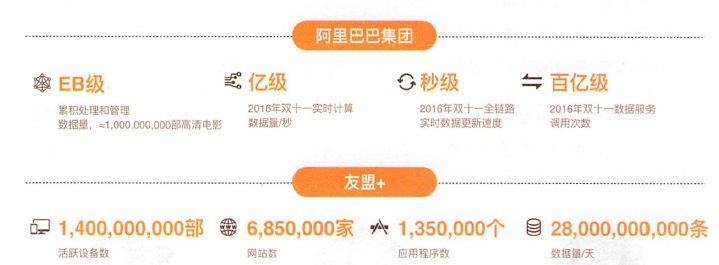 阿里巴巴集团
EB级
亿级
秒级
百亿级
累积处理和管理
数据量，≈1,000,000,000部高清电影
2016年双十一实时计算
数据量/秒
2016年双十一全链路
实时数据更新速度
2016年双十一数据服务
调用次数
友盟+
1,400,000,000部
6,850,000家
1,350,000个
28,000,000,000条
活跃设备数
网站数
应用程序数
数据量/天